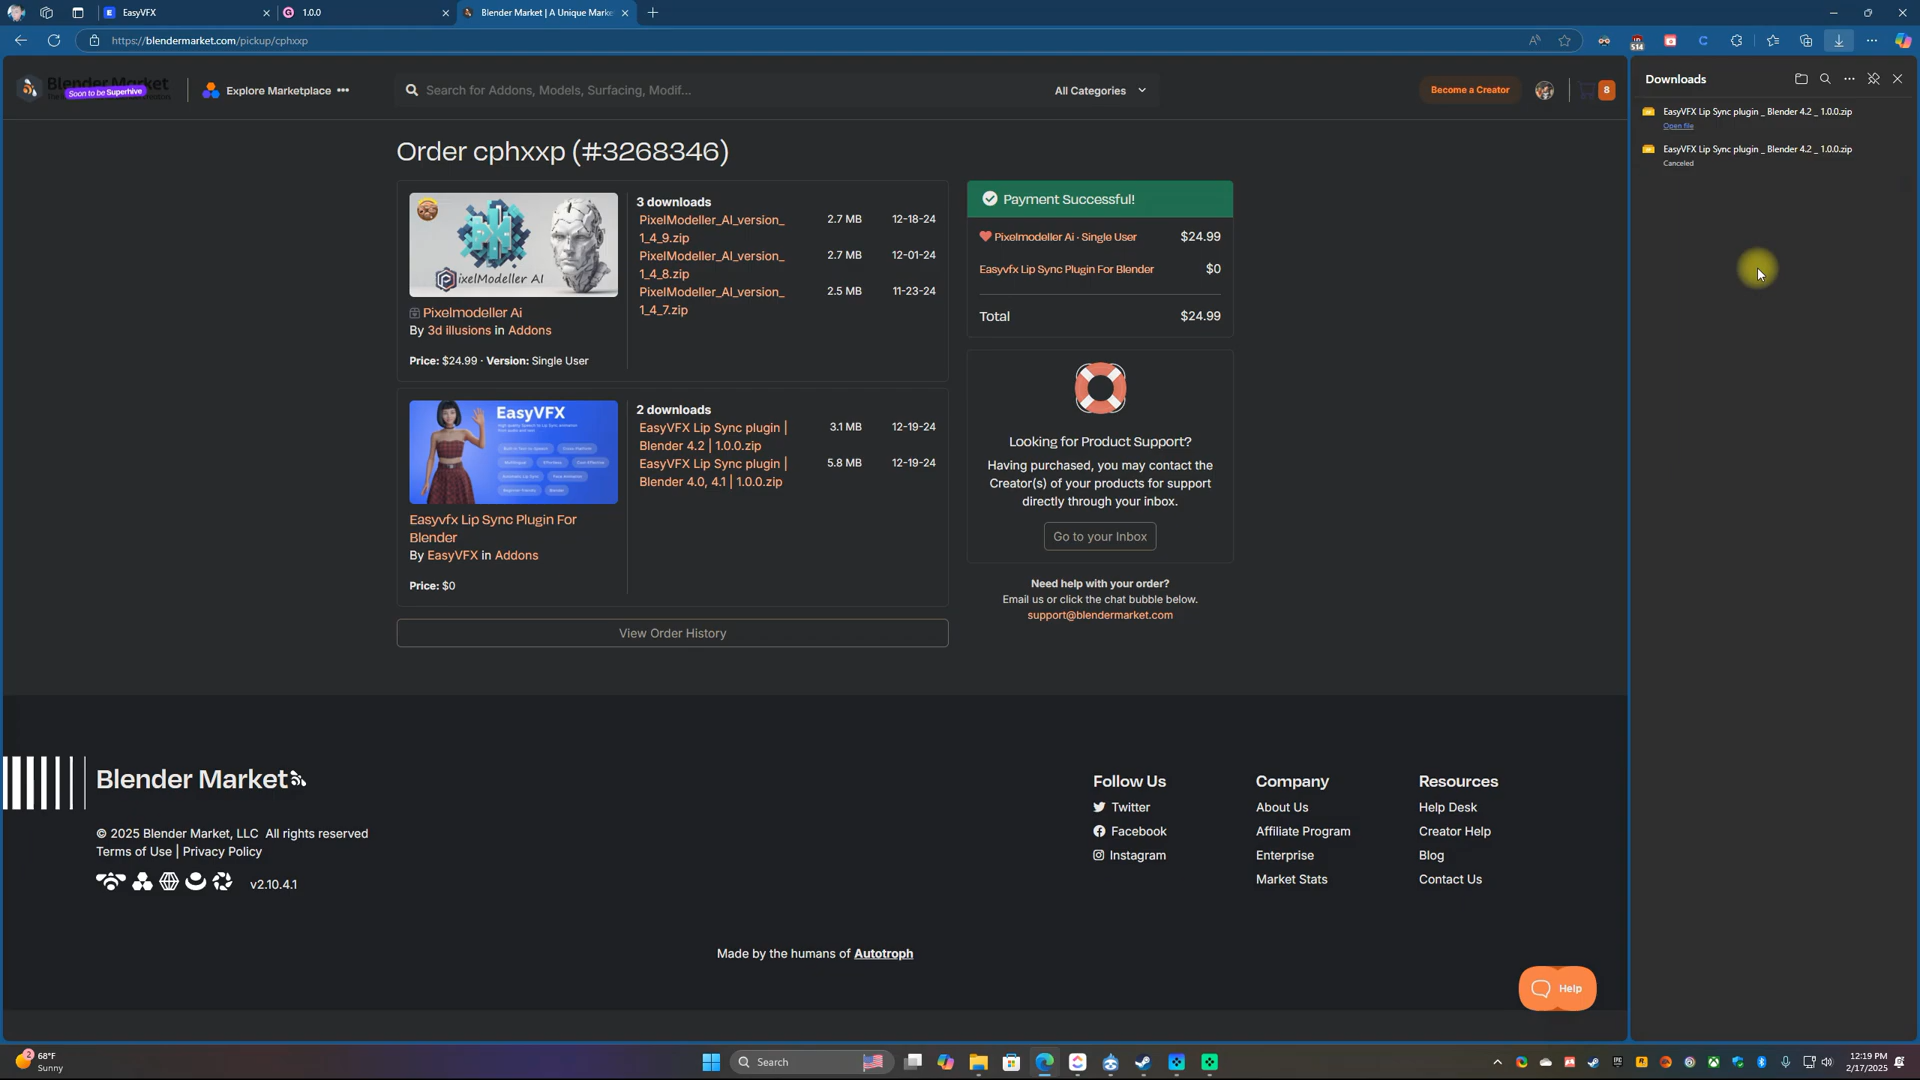 EasyVFX
1.0.0
Blender Market | A Unique Marke
https://blendermarket.com/pickup/cphxxp
514
Blender Market
Soon to be Superhive
Explore Marketplace •••
Search for Addons, Models, Surfacing, Modif...
All Categories
Become a Creator
8
Downloads
EasyVFX Lip Sync plugin _ Blender 4.2 _ 1.0.0.zip
Open file
EasyVFX Lip Sync plugin _ Blender 4.2 _ 1.0.0.zip
Canceled
Order cphxxp (#3268346)
PixelModeller AI
Pixelmodeller Ai
By 3d illusions in Addons
Price: $24.99 · Version: Single User
3 downloads
PixelModeller_AI_version_ 2.7 MB 12-18-24
1_4_9.zip
PixelModeller_AI_version_ 2.7 MB 12-01-24
1_4_8.zip
PixelModeller_AI_version_ 2.5 MB 11-23-24
1_4_7.zip
EasyVFX
Easyvfx Lip Sync Plugin For
Blender
By EasyVFX in Addons
Price: $0
2 downloads
EasyVFX Lip Sync plugin | 3.1 MB 12-19-24
Blender 4.2 | 1.0.0.zip
EasyVFX Lip Sync plugin | 5.8 MB 12-19-24
Blender 4.0, 4.1 | 1.0.0.zip
View Order History
Payment Successful!
Pixelmodeller Ai - Single User $24.99
Easyvfx Lip Sync Plugin For Blender $0
Total $24.99
Looking for Product Support?
Having purchased, you may contact the
Creator(s) of your products for support
directly through your inbox.
Go to your Inbox
Need help with your order?
Email us or click the chat bubble below.
support@blendermarket.com
Blender Market
© 2025 Blender Market, LLC All rights reserved
Terms of Use | Privacy Policy
v2.10.4.1
Follow Us
Twitter
Facebook
Instagram
Company
About Us
Affiliate Program
Enterprise
Market Stats
Resources
Help Desk
Creator Help
Blog
Contact Us
Made by the humans of Autotroph
Help
2
68°F
Sunny
Search
12:19 PM
2/17/2025